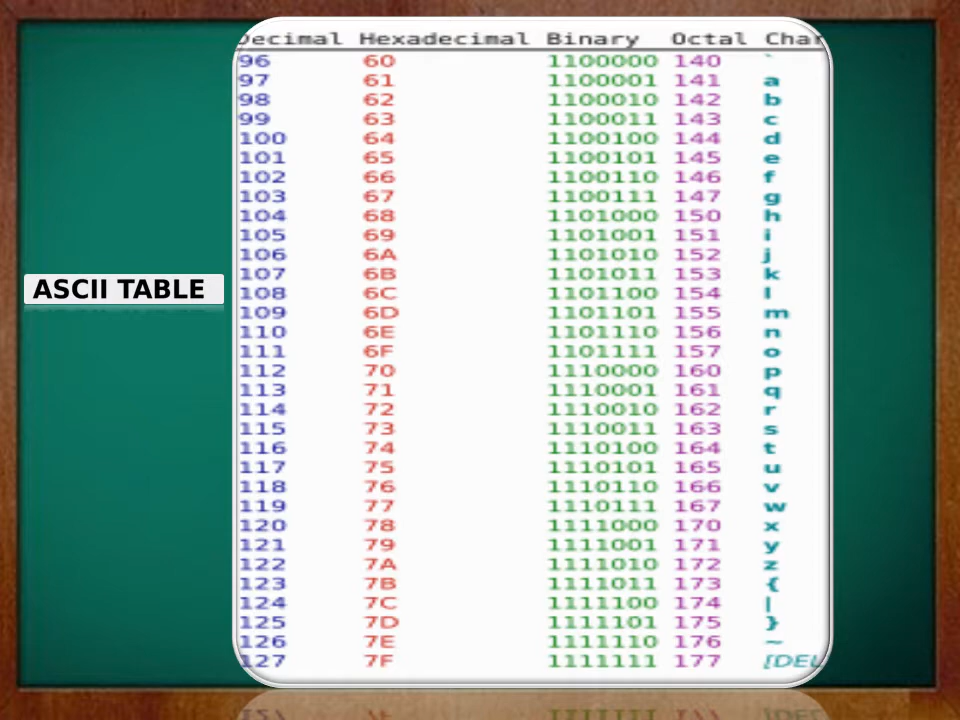 ASCII TABLE
Decimal Hexadecimal Binary Octal Char
96 60 1100000 140 `
97 61 1100001 141 a
98 62 1100010 142 b
99 63 1100011 143 c
100 64 1100100 144 d
101 65 1100101 145 e
102 66 1100110 146 f
103 67 1100111 147 g
104 68 1101000 150 h
105 69 1101001 151 i
106 6A 1101010 152 j
107 6B 1101011 153 k
108 6C 1101100 154 l
109 6D 1101101 155 m
110 6E 1101110 156 n
111 6F 1101111 157 o
112 70 1110000 160 p
113 71 1110001 161 q
114 72 1110010 162 r
115 73 1110011 163 s
116 74 1110100 164 t
117 75 1110101 165 u
118 76 1110110 166 v
119 77 1110111 167 w
120 78 1111000 170 x
121 79 1111001 171 y
122 7A 1111010 172 z
123 7B 1111011 173 {
124 7C 1111100 174 |
125 7D 1111101 175 }
126 7E 1111110 176 ~
127 7F 1111111 177 [DEL